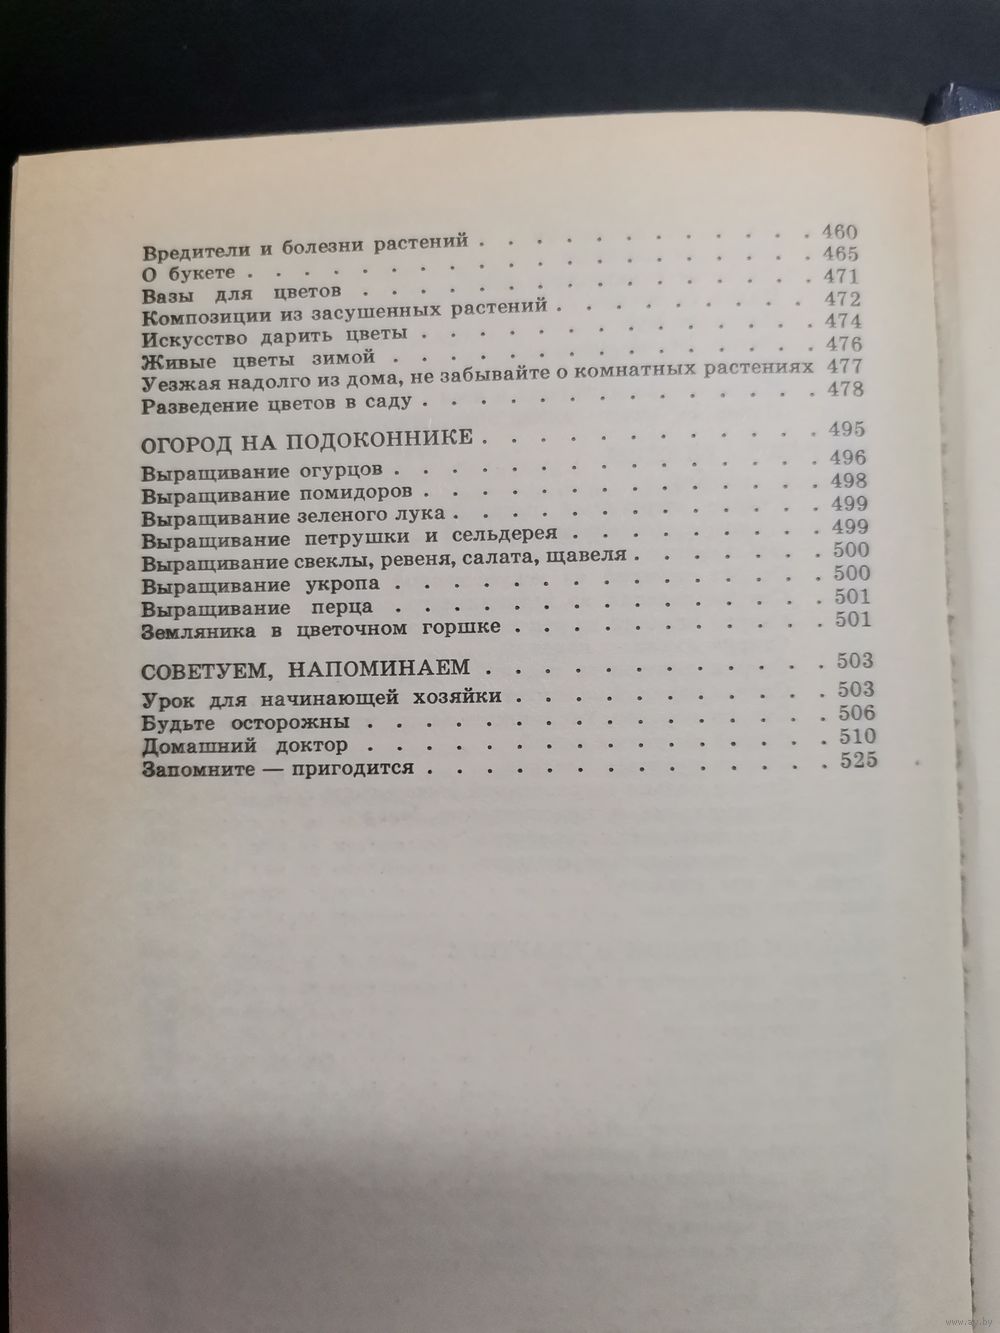 Вредители и болезни растений . . . . . . . . . . . . 460
О букете . . . . . . . . . . . . . . . . . . . . 465
Вазы для цветов . . . . . . . . . . . . . . . . 471
Композиции из засушенных растений . . . . . . . . . 472
Искусство дарить цветы . . . . . . . . . . . . . . 474
Живые цветы зимой . . . . . . . . . . . . . . . 476
Уезжая надолго из дома, не забывайте о комнатных растениях 477
Разведение цветов в саду . . . . . . . . . . . . . . 478
ОГОРОД НА ПОДОКОННИКЕ . . . . . . . . . . . . 495
Выращивание огурцов . . . . . . . . . . . . . . . 496
Выращивание помидоров . . . . . . . . . . . . . . 498
Выращивание зеленого лука . . . . . . . . . . . . . 499
Выращивание петрушки и сельдерея . . . . . . . . . 499
Выращивание свеклы, ревеня, салата, щавеля . . . . . . . 500
Выращивание укропа . . . . . . . . . . . . . . . 500
Выращивание перца . . . . . . . . . . . . . . . 501
Земляника в цветочном горшке . . . . . . . . . . . 501
СОВЕТУЕМ, НАПОМИНАЕМ . . . . . . . . . . . . 503
Урок для начинающей хозяйки . . . . . . . . . . . 503
Будьте осторожны . . . . . . . . . . . . . . . . 506
Домашний доктор . . . . . . . . . . . . . . . . 510
Запомните — пригодится . . . . . . . . . . . . . . 525
www.ay.by